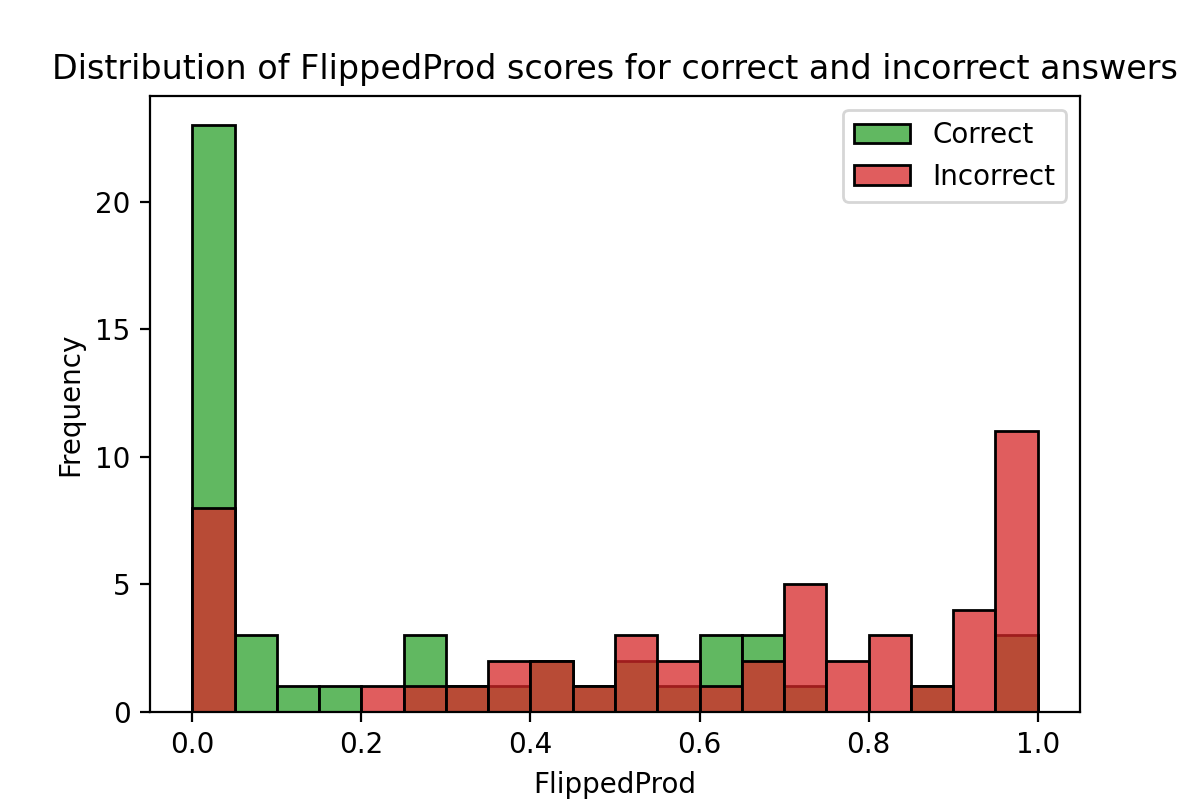 Distribution of FlippedProd scores for correct and incorrect answers
Correct
Incorrect
Frequency
20
15
10
5
0
0.0 0.2 0.4 0.6 0.8 1.0
FlippedProd